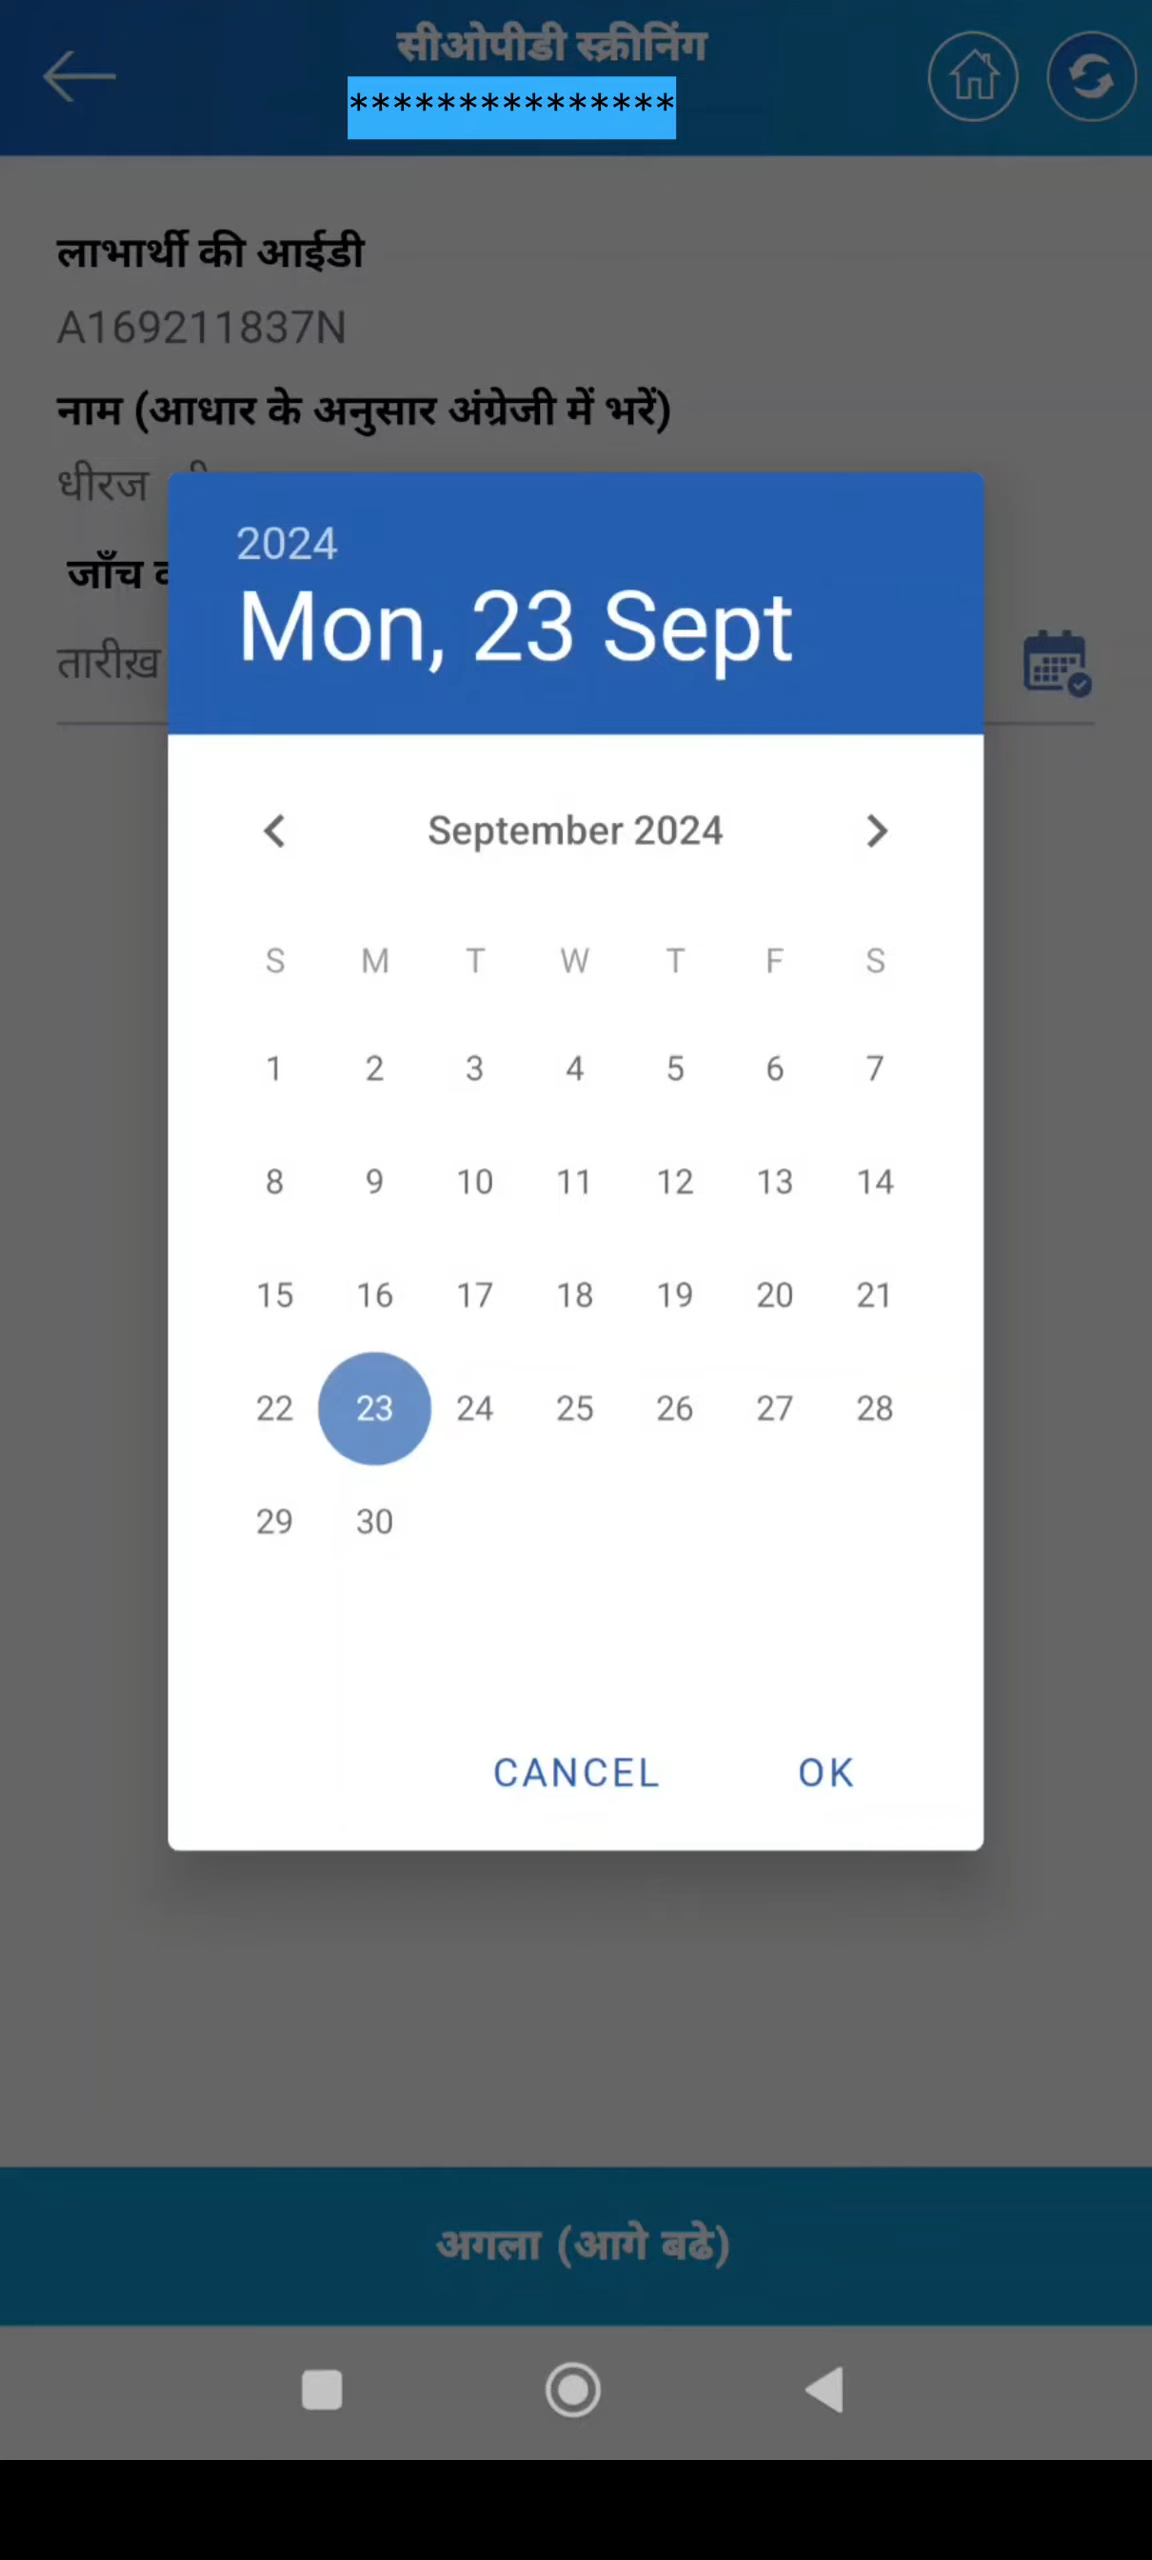 सीओपीडी स्क्रीनिंग
***************
लाभार्थी की आईडी
A169211837N
नाम (आधार के अनुसार अंग्रेजी में भरें)
धीरज
जाँच
तारीख़
2024
Mon, 23 Sept
September 2024
S M T W T F S
1 2 3 4 5 6 7
8 9 10 11 12 13 14
15 16 17 18 19 20 21
22 23 24 25 26 27 28
29 30
CANCEL OK
अगला (आगे बढे)